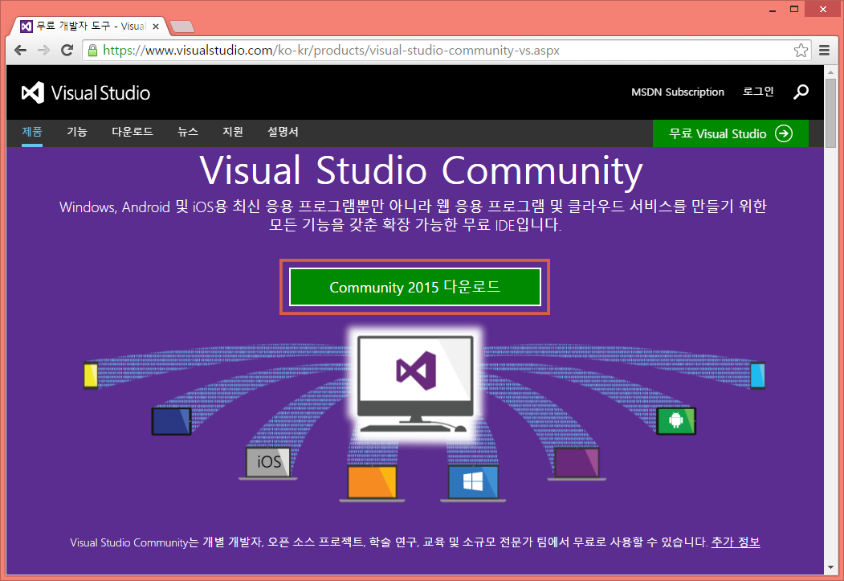 무료 개발자 도구 - Visual
https://www.visualstudio.com/ko-kr/products/visual-studio-community-vs.aspx
Visual Studio
MSDN Subscription 로그인
제품 기능 다운로드 뉴스 지원 설명서
무료 Visual Studio
Visual Studio Community
Windows, Android 및 iOS용 최신 응용 프로그램뿐만 아니라 웹 응용 프로그램 및 클라우드 서비스를 만들기 위한
모든 기능을 갖춘 확장 가능한 무료 IDE입니다.
Community 2015 다운로드
iOS
Visual Studio Community는 개별 개발자, 오픈 소스 프로젝트, 학술 연구, 교육 및 소규모 전문가 팀에서 무료로 사용할 수 있습니다. 추가 정보